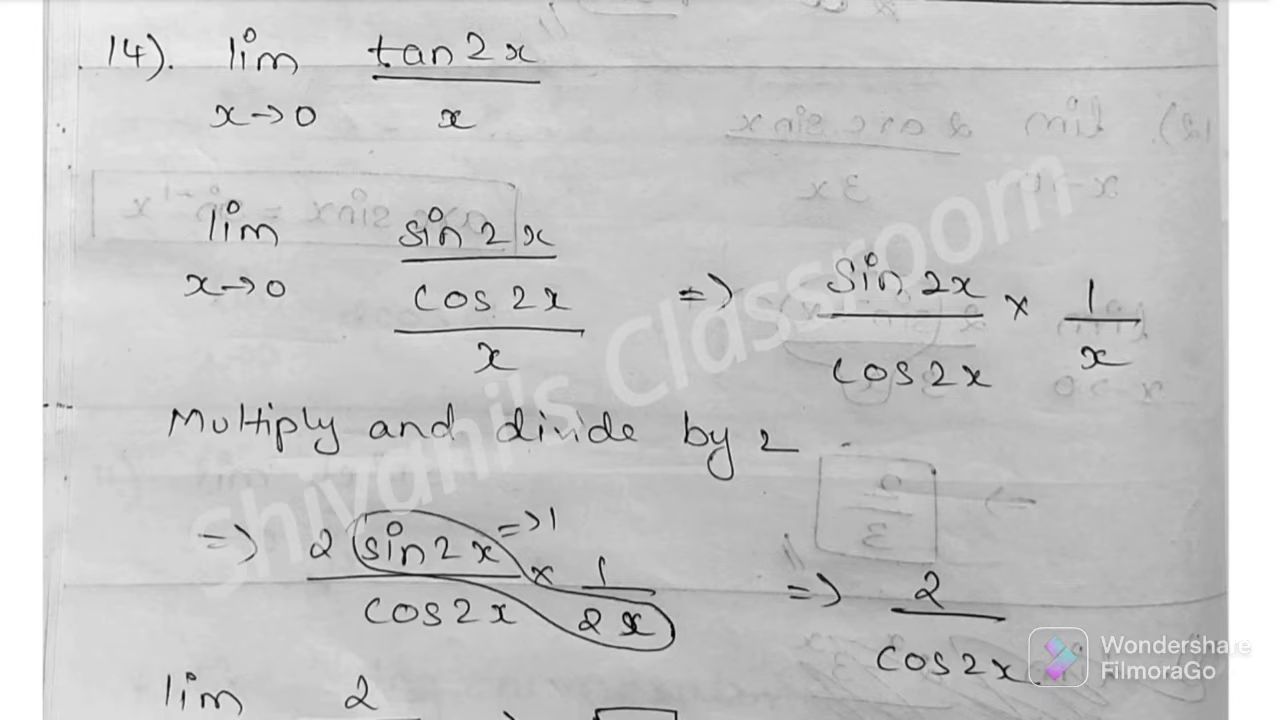 14). lim tan2x
x→0 x
lim sin2x
x→0 cos2x => sin2x × 1
x cos2x x
Multiply and divide by 2
=> 2 sin2x =>1 × 1 => 2
cos2x 2x cos2x
lim 2
Shivani's Classroom
Wondershare
FilmoraGo